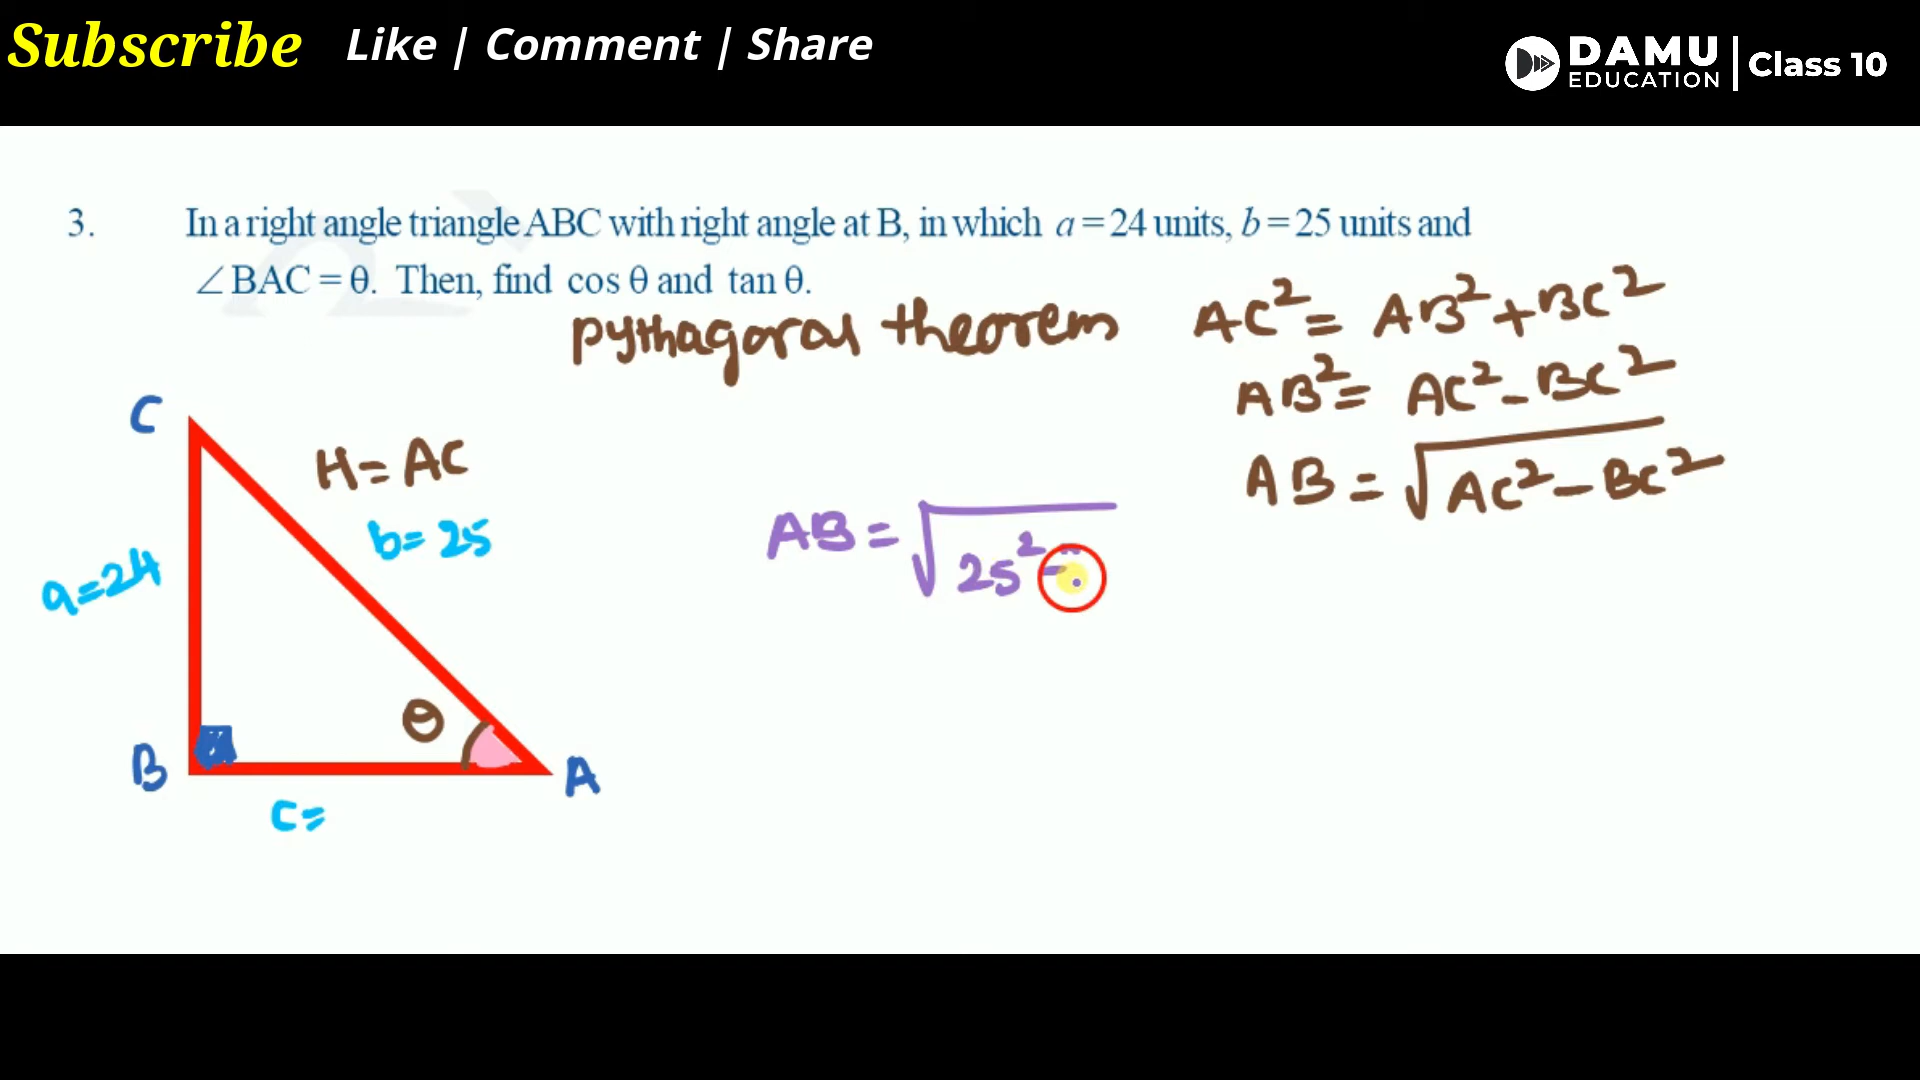 Subscribe Like | Comment | Share
DAMU EDUCATION | Class 10
3. In a right angle triangle ABC with right angle at B, in which a = 24 units, b = 25 units and
∠BAC = θ. Then, find cos θ and tan θ.
pythagoral theorem
AC² = AB² + BC²
AB² = AC² - BC²
AB = √AC² - BC²
C
H = AC
b = 25
a = 24
AB = √25² -
θ
B
A
c =